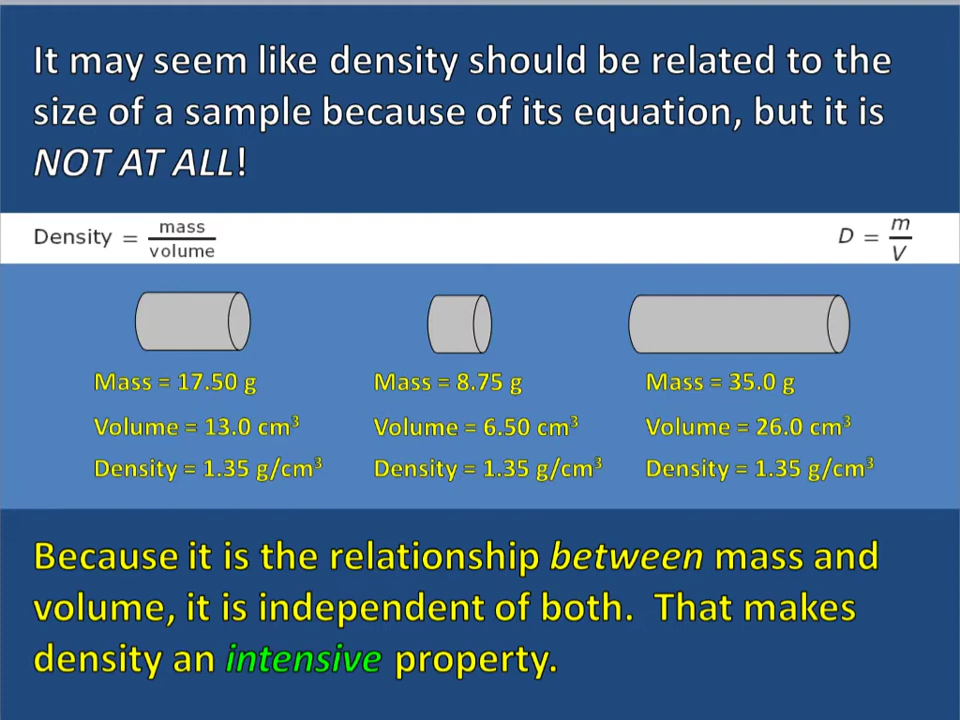 It may seem like density should be related to the
size of a sample because of its equation, but it is
NOT AT ALL!
Density = mass/volume
D = m/V
Mass = 17.50 g
Volume = 13.0 cm³
Density = 1.35 g/cm³
Mass = 8.75 g
Volume = 6.50 cm³
Density = 1.35 g/cm³
Mass = 35.0 g
Volume = 26.0 cm³
Density = 1.35 g/cm³
Because it is the relationship between mass and
volume, it is independent of both. That makes
density an intensive property.